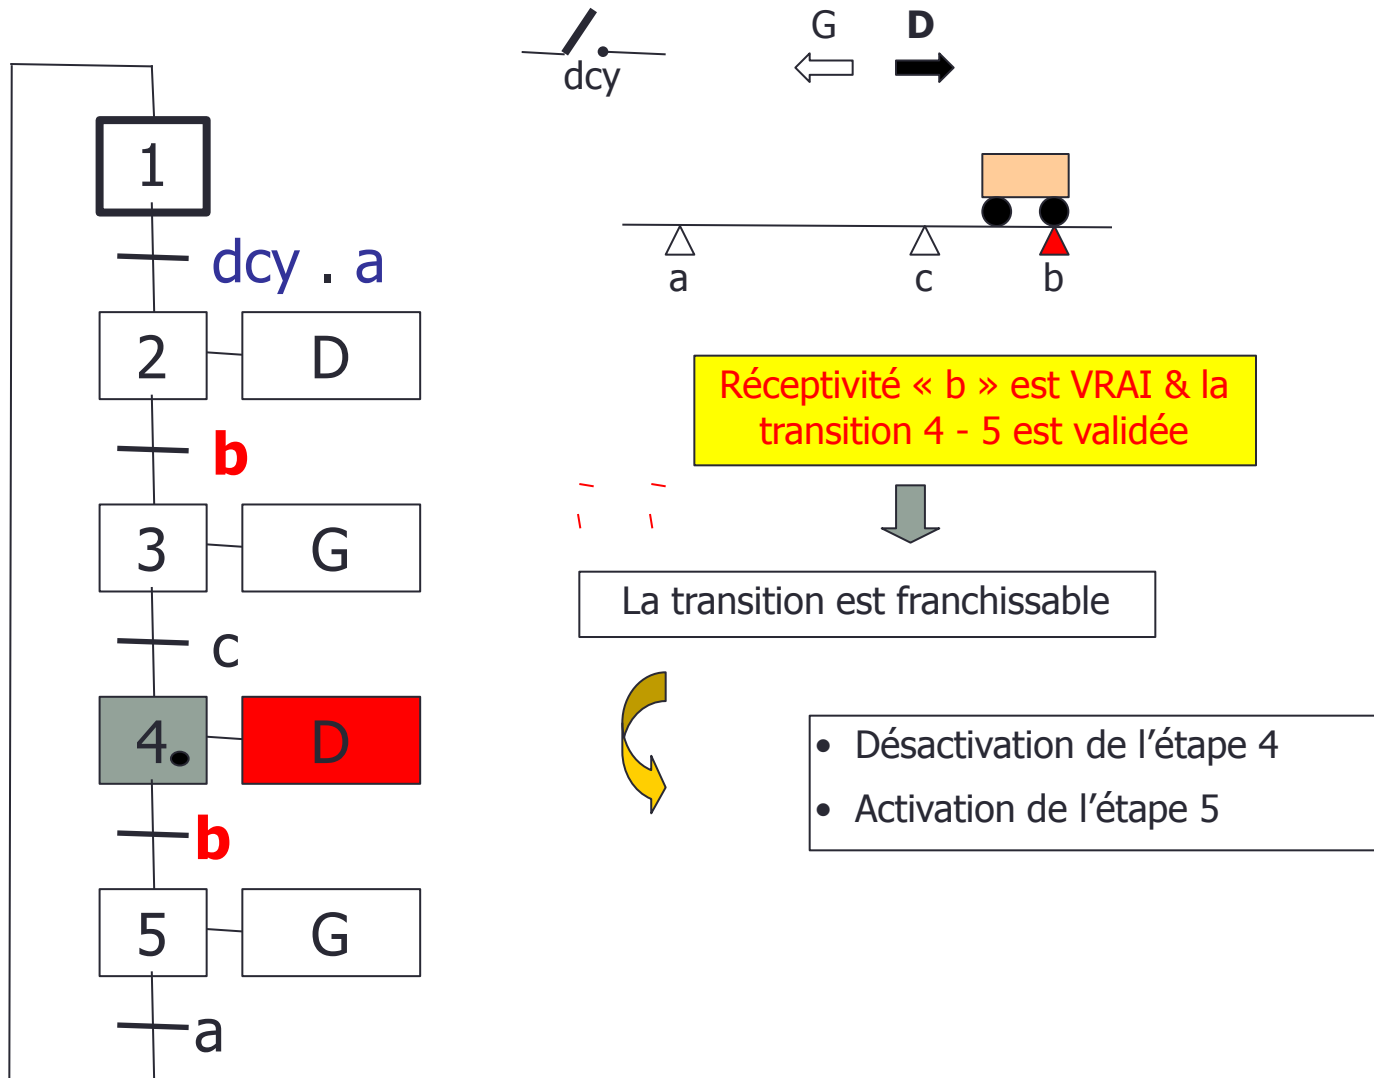 G D
dcy
1
dcy . a
a c b
2 D
Réceptivité « b » est VRAI & la
transition 4 - 5 est validée
b
3 G
La transition est franchissable
c
4 D
• Désactivation de l’étape 4
• Activation de l’étape 5
b
5 G
a